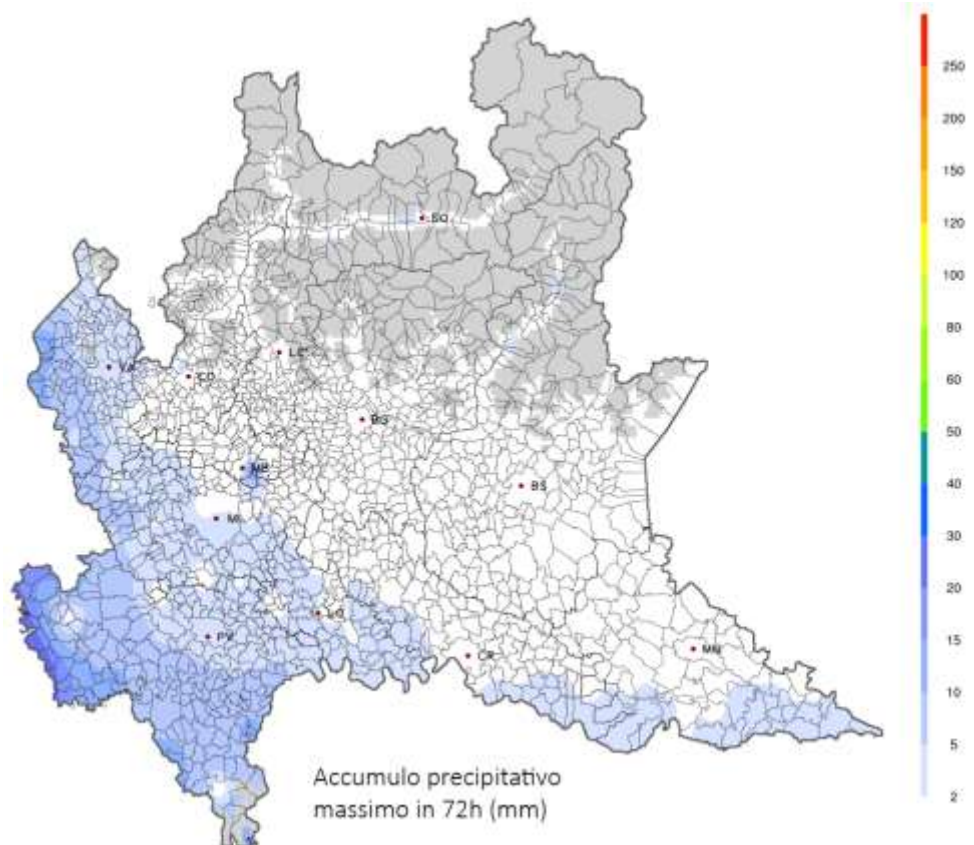 250
200
150
120
100
80
60
50
40
30
20
15
10
5
2
SO
VA
CO
LC
BG
MB
BS
MI
LO
PV
CR
MN
Accumulo precipitativo
massimo in 72h (mm)